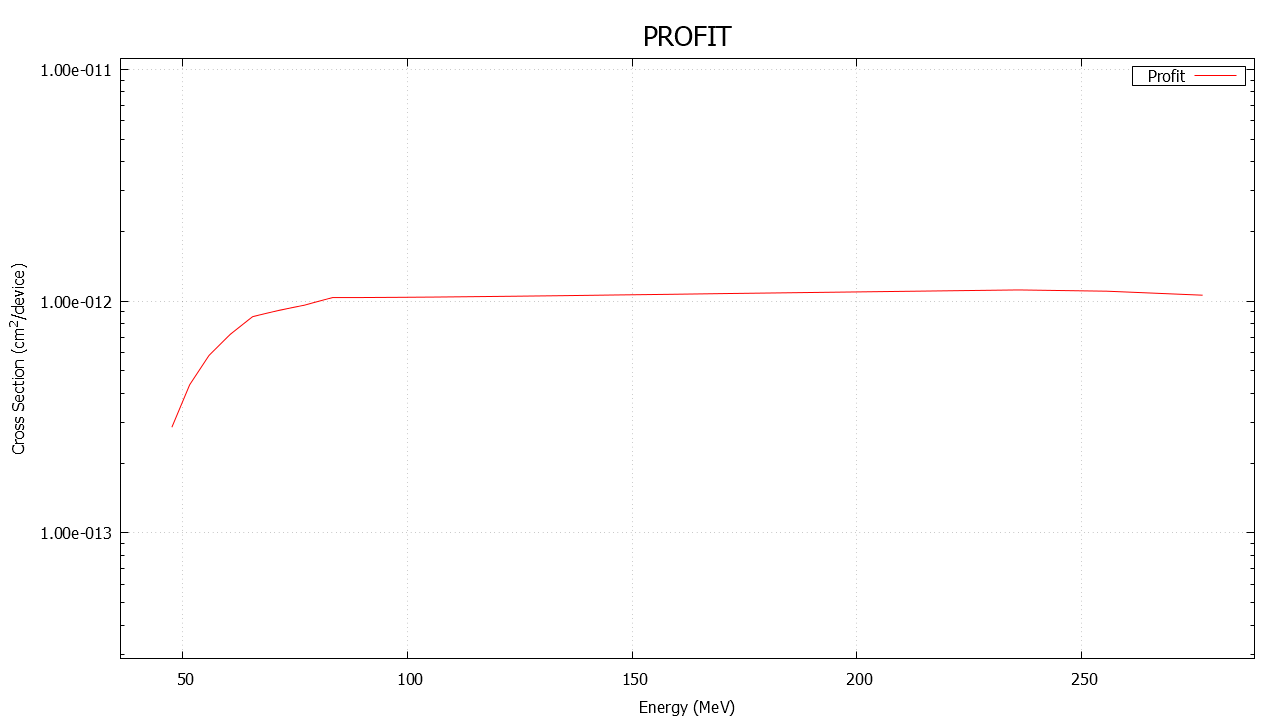 PROFIT
1.00e-011
Profit
1.00e-012
1.00e-013
Cross Section (cm²/device)
50 100 150 200 250
Energy (MeV)